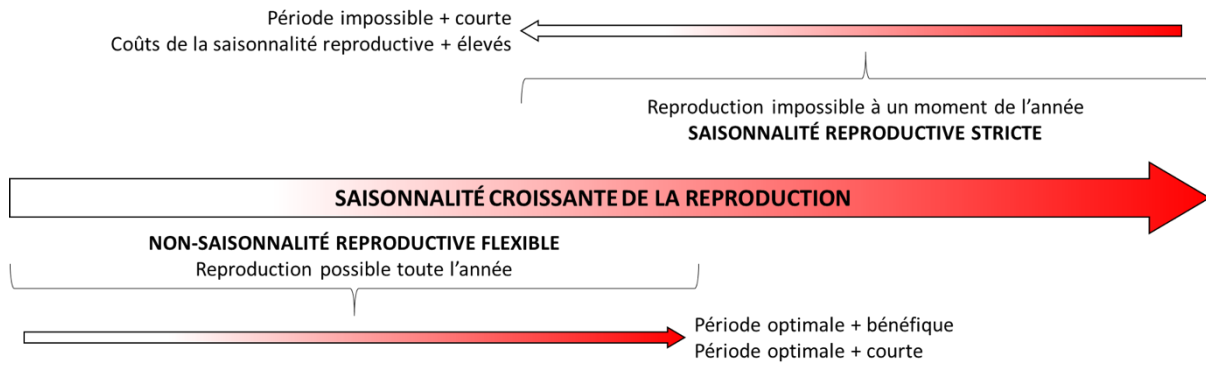 Période impossible + courte
Coûts de la saisonnalité reproductive + élevés
Reproduction impossible à un moment de l'année
SAISONNALITÉ REPRODUCTIVE STRICTE
SAISONNALITÉ CROISSANTE DE LA REPRODUCTION
NON-SAISONNALITÉ REPRODUCTIVE FLEXIBLE
Reproduction possible toute l'année
Période optimale + bénéfique
Période optimale + courte